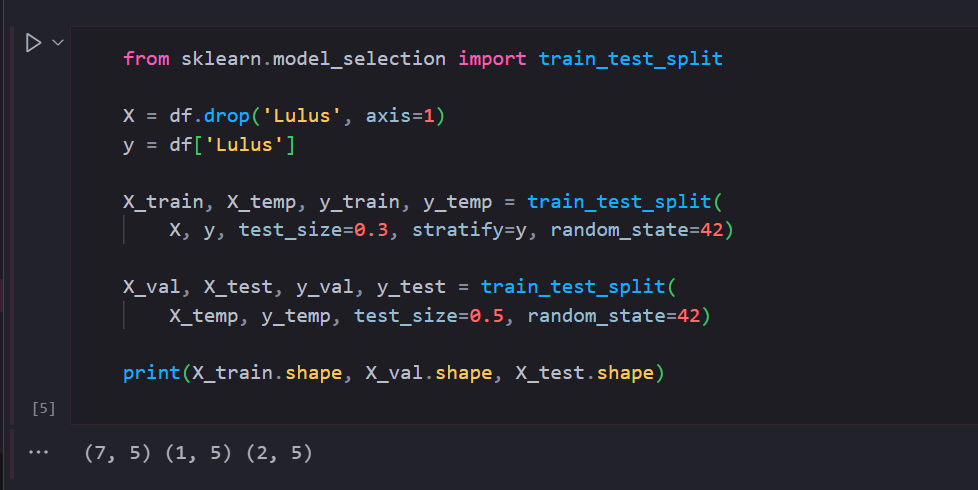 from sklearn.model_selection import train_test_split
X = df.drop('Lulus', axis=1)
y = df['Lulus']
X_train, X_temp, y_train, y_temp = train_test_split(
X, y, test_size=0.3, stratify=y, random_state=42)
X_val, X_test, y_val, y_test = train_test_split(
X_temp, y_temp, test_size=0.5, random_state=42)
print(X_train.shape, X_val.shape, X_test.shape)
[5]
... (7, 5) (1, 5) (2, 5)